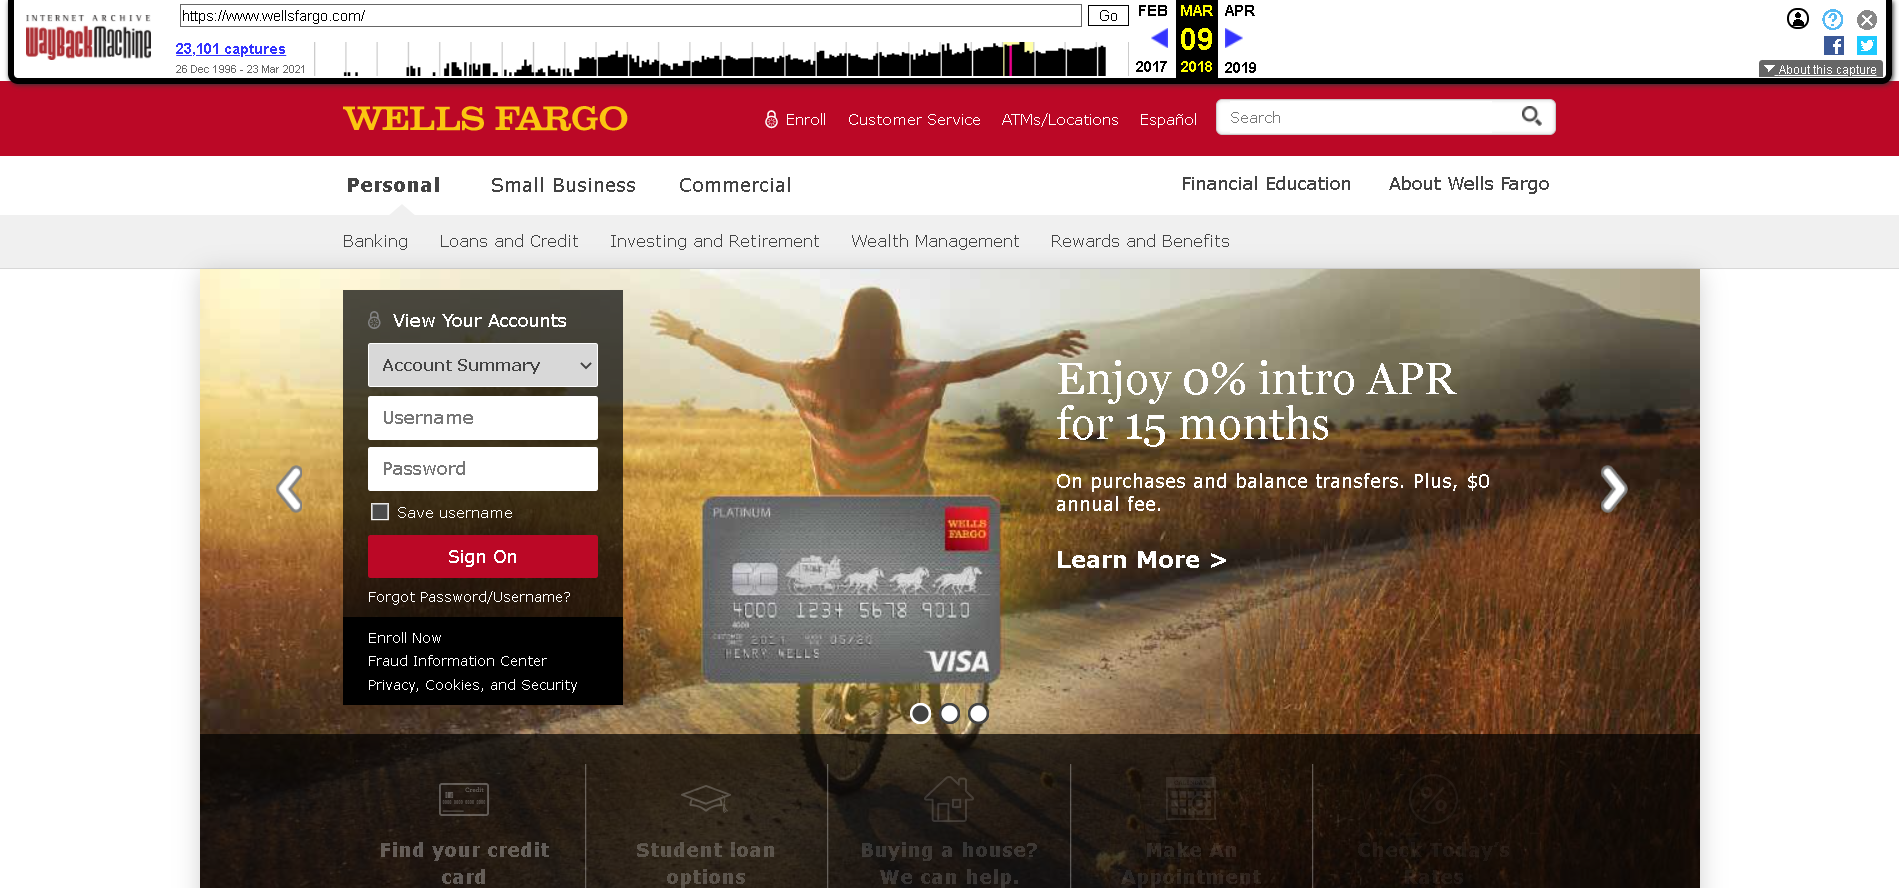 INTERNET ARCHIVE
WayBackMachine
https://www.wellsfargo.com/
Go
23,101 captures
26 Dec 1996 - 23 Mar 2021
FEB MAR APR
09
2017 2018 2019
About this capture
WELLS FARGO
Enroll Customer Service ATMs/Locations Español
Search
Personal Small Business Commercial
Financial Education About Wells Fargo
Banking Loans and Credit Investing and Retirement Wealth Management Rewards and Benefits
View Your Accounts
Account Summary
Username
Password
Save username
Sign On
Forgot Password/Username?
Enroll Now
Fraud Information Center
Privacy, Cookies, and Security
PLATINUM
WELLS
FARGO
4000 1234 5678 9010
4000
05/20
HENRY WELLS
VISA
Enjoy 0% intro APR
for 15 months
On purchases and balance transfers. Plus, $0
annual fee.
Learn More >
Credit
Find your credit
card
Student loan
options
Buying a house?
We can help.
Make An
Appointment
Check Today's
Rates